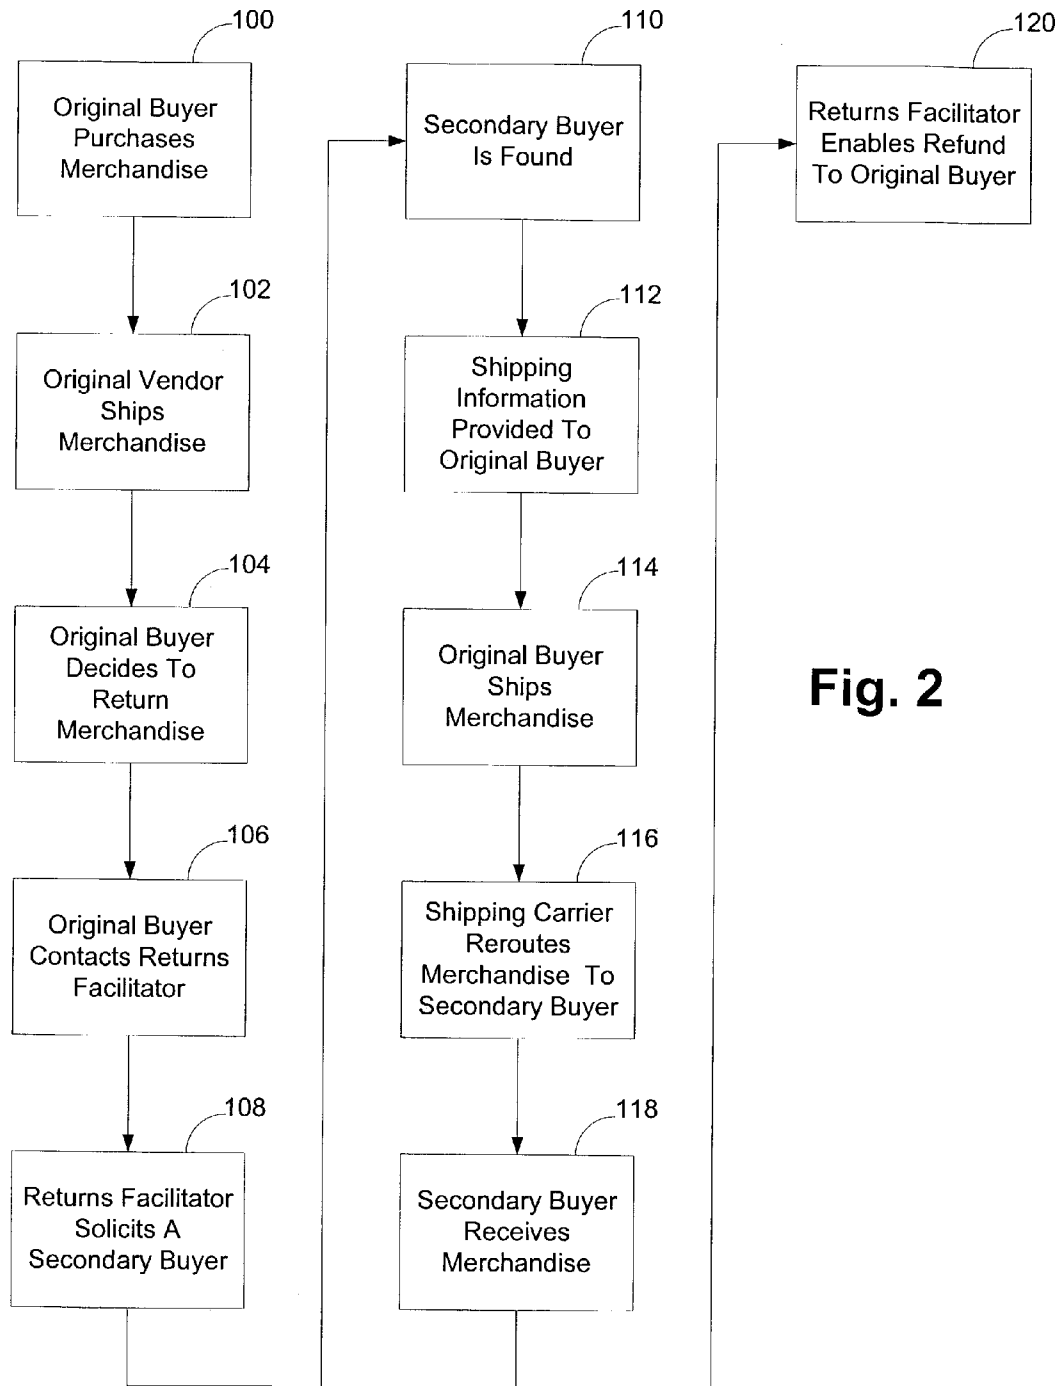 100
Original Buyer
Purchases
Merchandise
102
Original Vendor
Ships
Merchandise
104
Original Buyer
Decides To
Return
Merchandise
106
Original Buyer
Contacts Returns
Facilitator
108
Returns Facilitator
Solicits A
Secondary Buyer
110
Secondary Buyer
Is Found
112
Shipping
Information
Provided To
Original Buyer
114
Original Buyer
Ships
Merchandise
116
Shipping Carrier
Reroutes
Merchandise To
Secondary Buyer
118
Secondary Buyer
Receives
Merchandise
120
Returns Facilitator
Enables Refund
To Original Buyer
Fig. 2